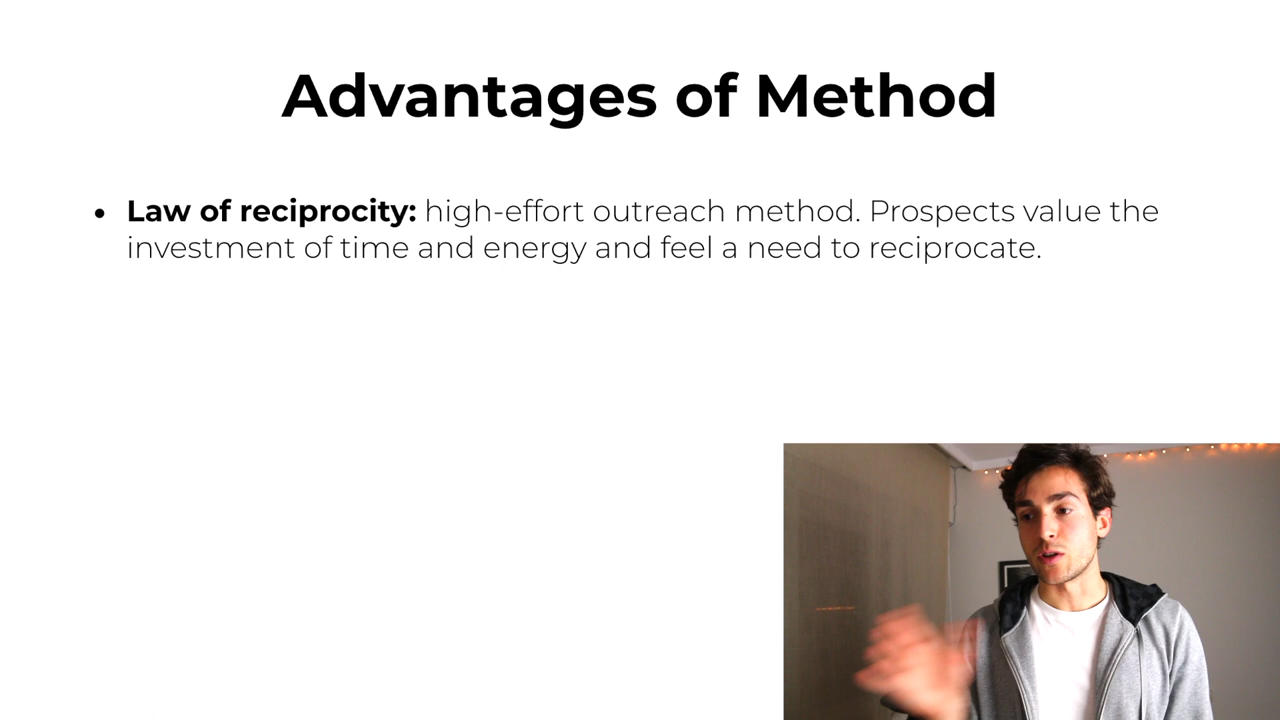 Advantages of Method
• Law of reciprocity: high-effort outreach method. Prospects value the
investment of time and energy and feel a need to reciprocate.